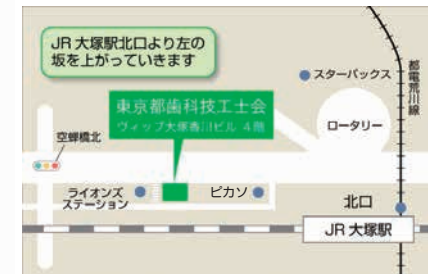 JR 大塚駅北口より左の
坂を上がっていきます
スターバックス
都電荒川線
東京都歯科技工士会
ヴィップ大塚香川ビル 4階
ロータリー
空蝉橋北
ライオンズ
ステーション
ピカソ
北口
JR 大塚駅